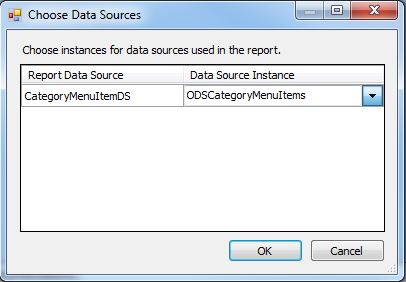 Choose Data Sources
Choose instances for data sources used in the report.
Report Data Source Data Source Instance
CategoryMenuItemDS ODSCategoryMenuItems
OK Cancel